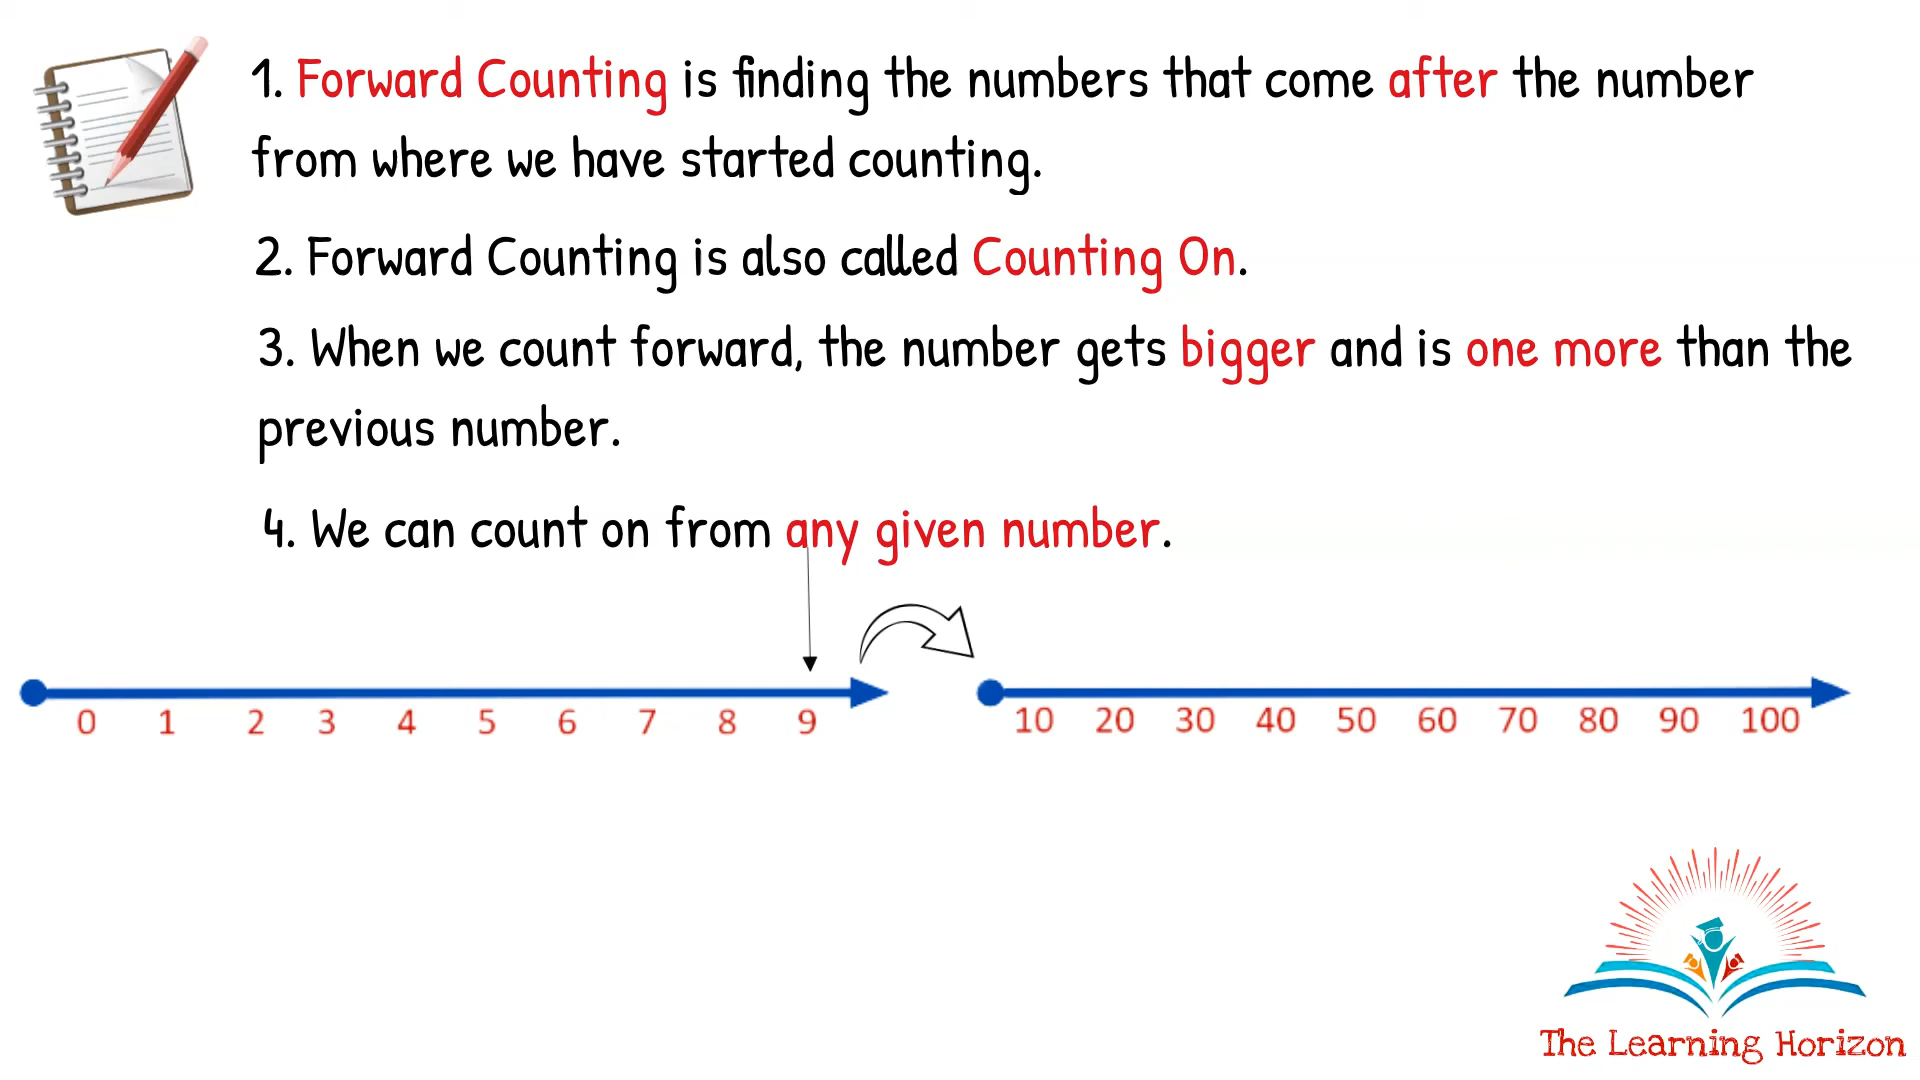 1. Forward Counting is finding the numbers that come after the number
from where we have started counting.
2. Forward Counting is also called Counting On.
3. When we count forward, the number gets bigger and is one more than the
previous number.
4. We can count on from any given number.
0 1 2 3 4 5 6 7 8 9
10 20 30 40 50 60 70 80 90 100
The Learning Horizon